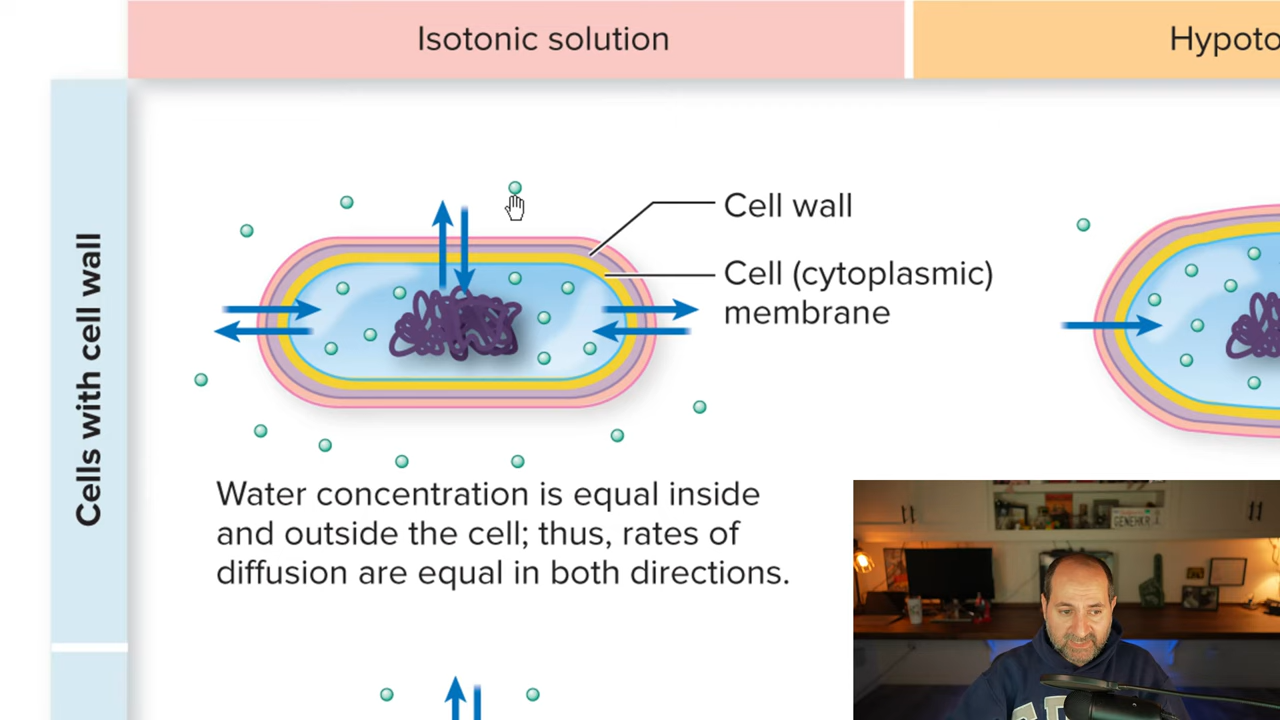 Isotonic solution
Hypoto
Cells with cell wall
Cell wall
Cell (cytoplasmic)
membrane
Water concentration is equal inside
and outside the cell; thus, rates of
diffusion are equal in both directions.